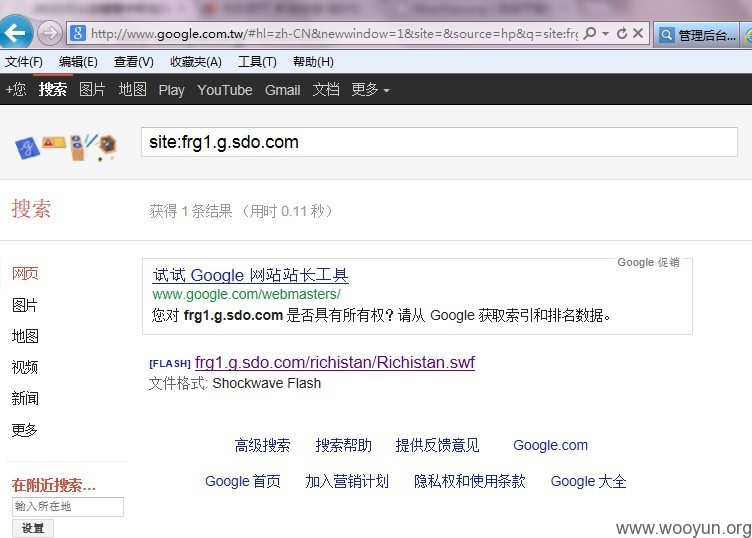 http://www.google.com.tw/#hl=zh-CN&newwindow=1&site=&source=hp&q=site:frg
管理后台...
文件(F) 编辑(E) 查看(V) 收藏夹(A) 工具(T) 帮助(H)
+您 搜索 图片 地图 Play YouTube Gmail 文档 更多
site:frg1.g.sdo.com
搜索 获得 1 条结果 (用时 0.11 秒)
Google 促销
网页
试试 Google 网站站长工具
www.google.com/webmasters/
您对 frg1.g.sdo.com 是否具有所有权? 请从 Google 获取索引和排名数据。
图片
地图
视频
新闻
更多
[FLASH] frg1.g.sdo.com/richistan/Richistan.swf
文件格式: Shockwave Flash
高级搜索 搜索帮助 提供反馈意见 Google.com
Google 首页 加入营销计划 隐私权和使用条款 Google 大全
在附近搜索...
输入所在地
设置
www.wooyun.org